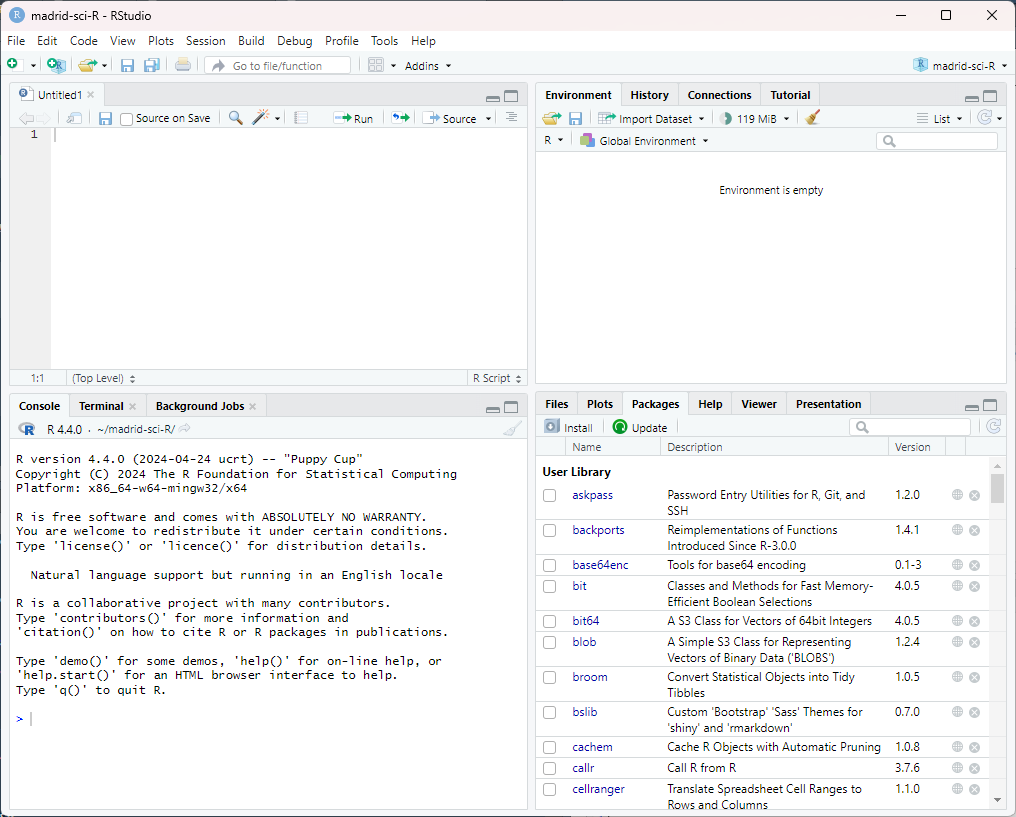 madrid-sci-R - RStudio
File Edit Code View Plots Session Build Debug Profile Tools Help
Go to file/function Addins madrid-sci-R
Untitled1
Source on Save Run Source
1
1:1 (Top Level) R Script
Console Terminal Background Jobs
R 4.4.0 · ~/madrid-sci-R/
R version 4.4.0 (2024-04-24 ucrt) -- "Puppy Cup"
Copyright (C) 2024 The R Foundation for Statistical Computing
Platform: x86_64-w64-mingw32/x64
R is free software and comes with ABSOLUTELY NO WARRANTY.
You are welcome to redistribute it under certain conditions.
Type 'license()' or 'licence()' for distribution details.
Natural language support but running in an English locale
R is a collaborative project with many contributors.
Type 'contributors()' for more information and
'citation()' on how to cite R or R packages in publications.
Type 'demo()' for some demos, 'help()' for on-line help, or
'help.start()' for an HTML browser interface to help.
Type 'q()' to quit R.
>
Environment History Connections Tutorial
Import Dataset 119 MiB List
R Global Environment
Environment is empty
Files Plots Packages Help Viewer Presentation
Install Update
Name Description Version
User Library
askpass Password Entry Utilities for R, Git, and 1.2.0
SSH
backports Reimplementations of Functions 1.4.1
Introduced Since R-3.0.0
base64enc Tools for base64 encoding 0.1-3
bit Classes and Methods for Fast Memory- 4.0.5
Efficient Boolean Selections
bit64 A S3 Class for Vectors of 64bit Integers 4.0.5
blob A Simple S3 Class for Representing 1.2.4
Vectors of Binary Data ('BLOBS')
broom Convert Statistical Objects into Tidy 1.0.5
Tibbles
bslib Custom 'Bootstrap' 'Sass' Themes for 0.7.0
'shiny' and 'rmarkdown'
cachem Cache R Objects with Automatic Pruning 1.0.8
callr Call R from R 3.7.6
cellranger Translate Spreadsheet Cell Ranges to 1.1.0
Rows and Columns